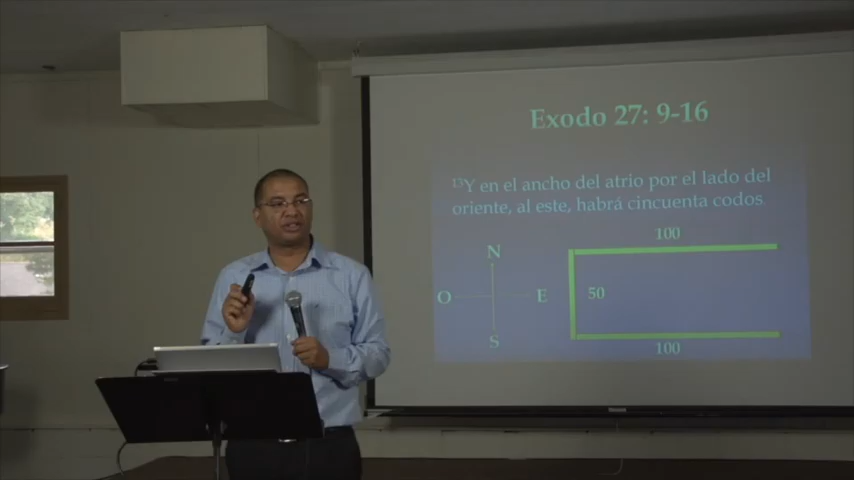 Exodo 27: 9-16
¹³Y en el ancho del atrio por el lado del
oriente, al este, habrá cincuenta codos.
100
N
O E
50
S
100